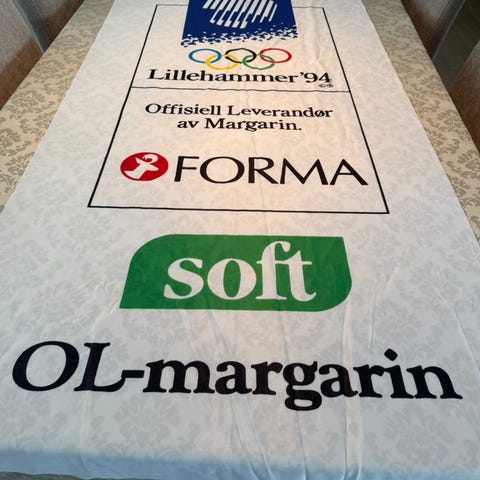 Lillehammer '94
©®
Offisiell Leverandør
av Margarin.
FORMA
soft
OL-margarin